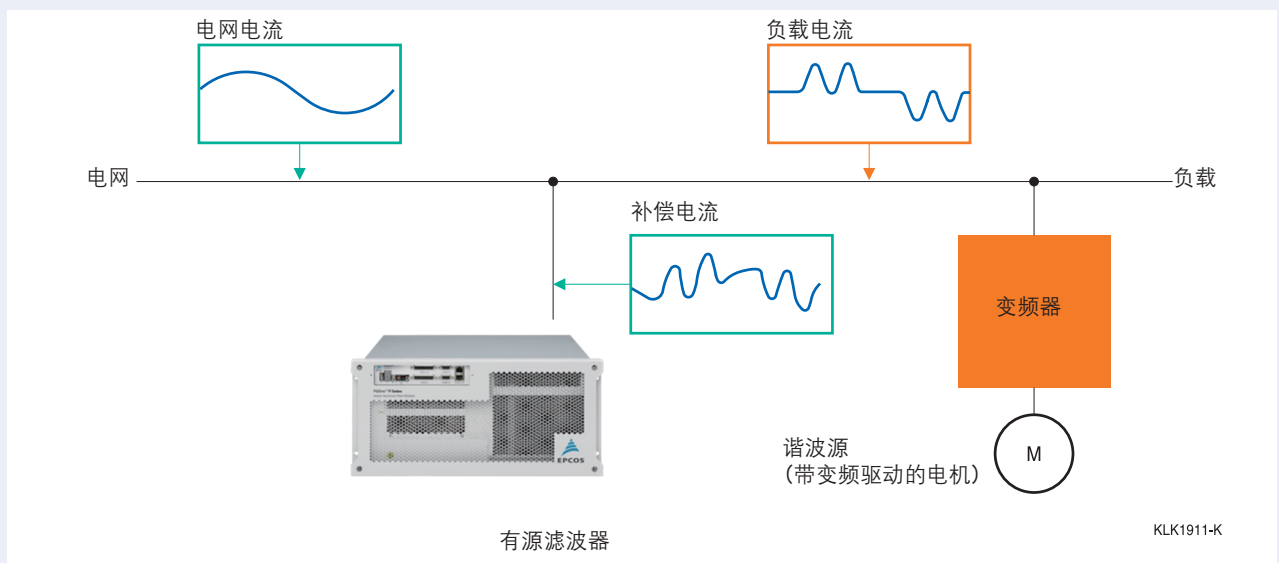 电网电流
负载电流
电网
负载
补偿电流
变频器
EPCOS
谐波源
(带变频驱动的电机)
M
有源滤波器
KLK1911-K